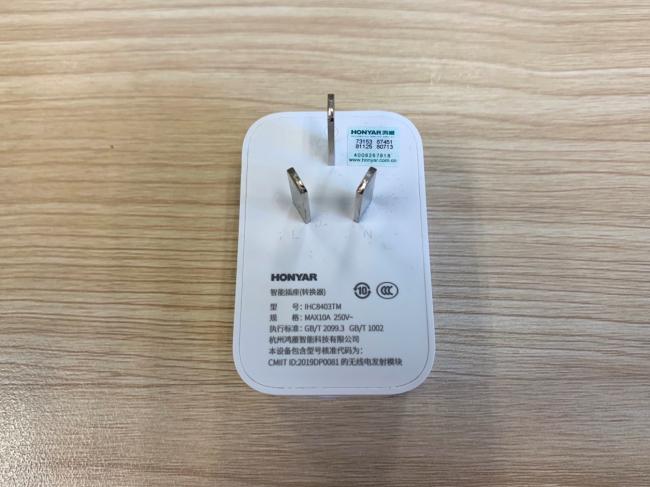 HONYAR 鸿雁
73153 87451
81125 80713
4008267818
www.honyar.com.cn
L N
HONYAR
智能插座(转换器)
10 CCC
型 号: IHC8403TM
规 格: MAX10A 250V~
执行标准: GB/T 2099.3 GB/T 1002
杭州鸿雁智能科技有限公司
本设备包含型号核准代码为:
CMIIT ID:2019DP0081 的无线电发射模块